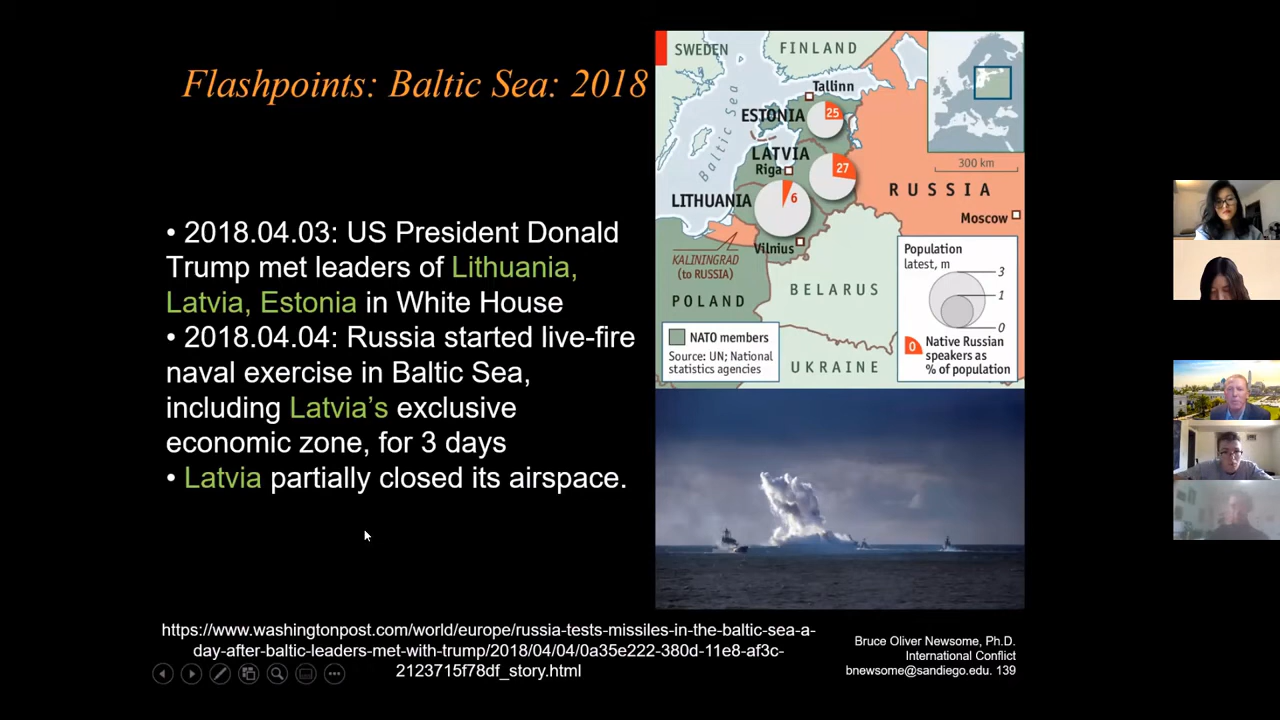 Flashpoints: Baltic Sea: 2018
• 2018.04.03: US President Donald
Trump met leaders of Lithuania,
Latvia, Estonia in White House
• 2018.04.04: Russia started live-fire
naval exercise in Baltic Sea,
including Latvia’s exclusive
economic zone, for 3 days
• Latvia partially closed its airspace.
SWEDEN
FINLAND
Baltic Sea
Tallinn
ESTONIA
25
LATVIA
Riga
27
LITHUANIA
6
Vilnius
KALININGRAD
(to RUSSIA)
POLAND
BELARUS
UKRAINE
RUSSIA
Moscow
300 km
NATO members
Source: UN; National
statistics agencies
Population
latest, m
3
1
0
0
Native Russian
speakers as
% of population
https://www.washingtonpost.com/world/europe/russia-tests-missiles-in-the-baltic-sea-a-
day-after-baltic-leaders-met-with-trump/2018/04/04/0a35e222-380d-11e8-af3c-
2123715f78df_story.html
Bruce Oliver Newsome, Ph.D.
International Conflict
bnewsome@sandiego.edu. 139